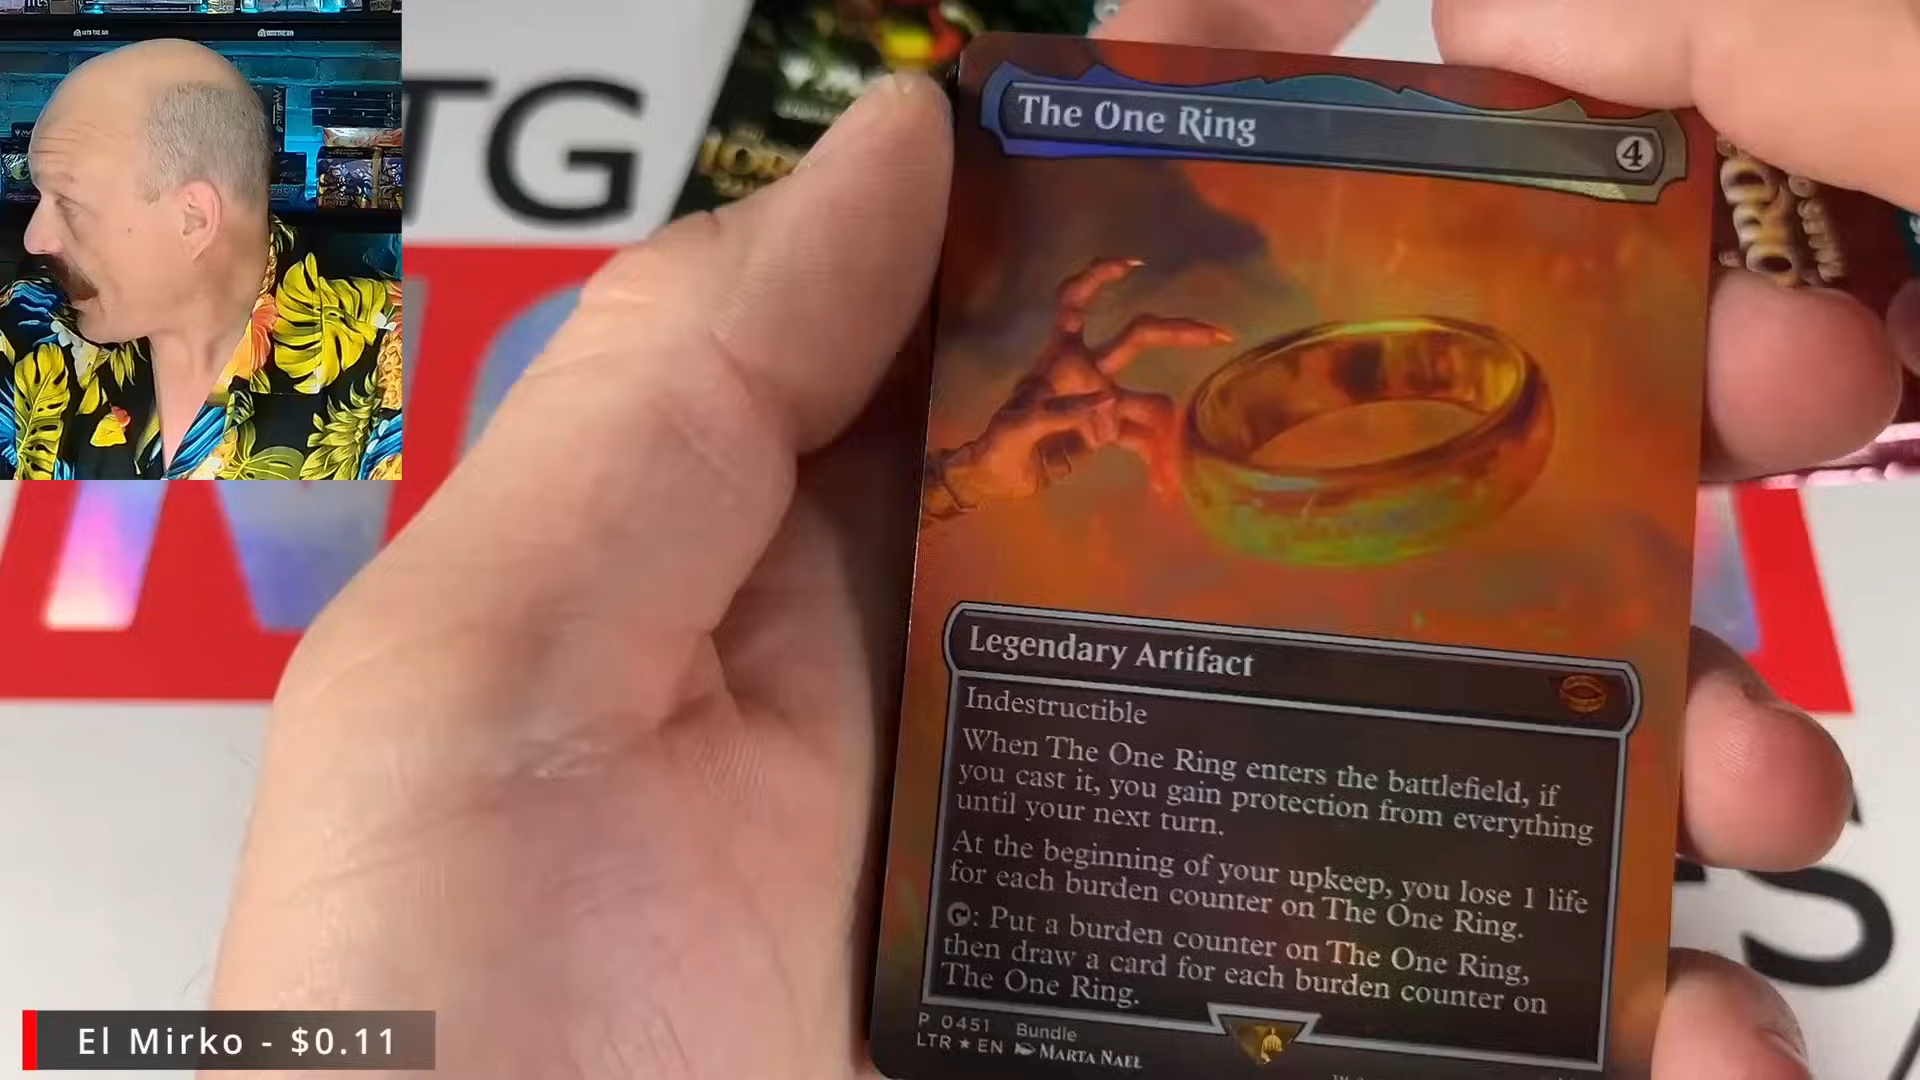 TG
The One Ring 4
Legendary Artifact
Indestructible
When The One Ring enters the battlefield, if
you cast it, you gain protection from everything
until your next turn.
At the beginning of your upkeep, you lose 1 life
for each burden counter on The One Ring.
: Put a burden counter on The One Ring,
then draw a card for each burden counter on
The One Ring.
P 0451 Bundle
LTR ★ EN MARTA NAEL
El Mirko - $0.11